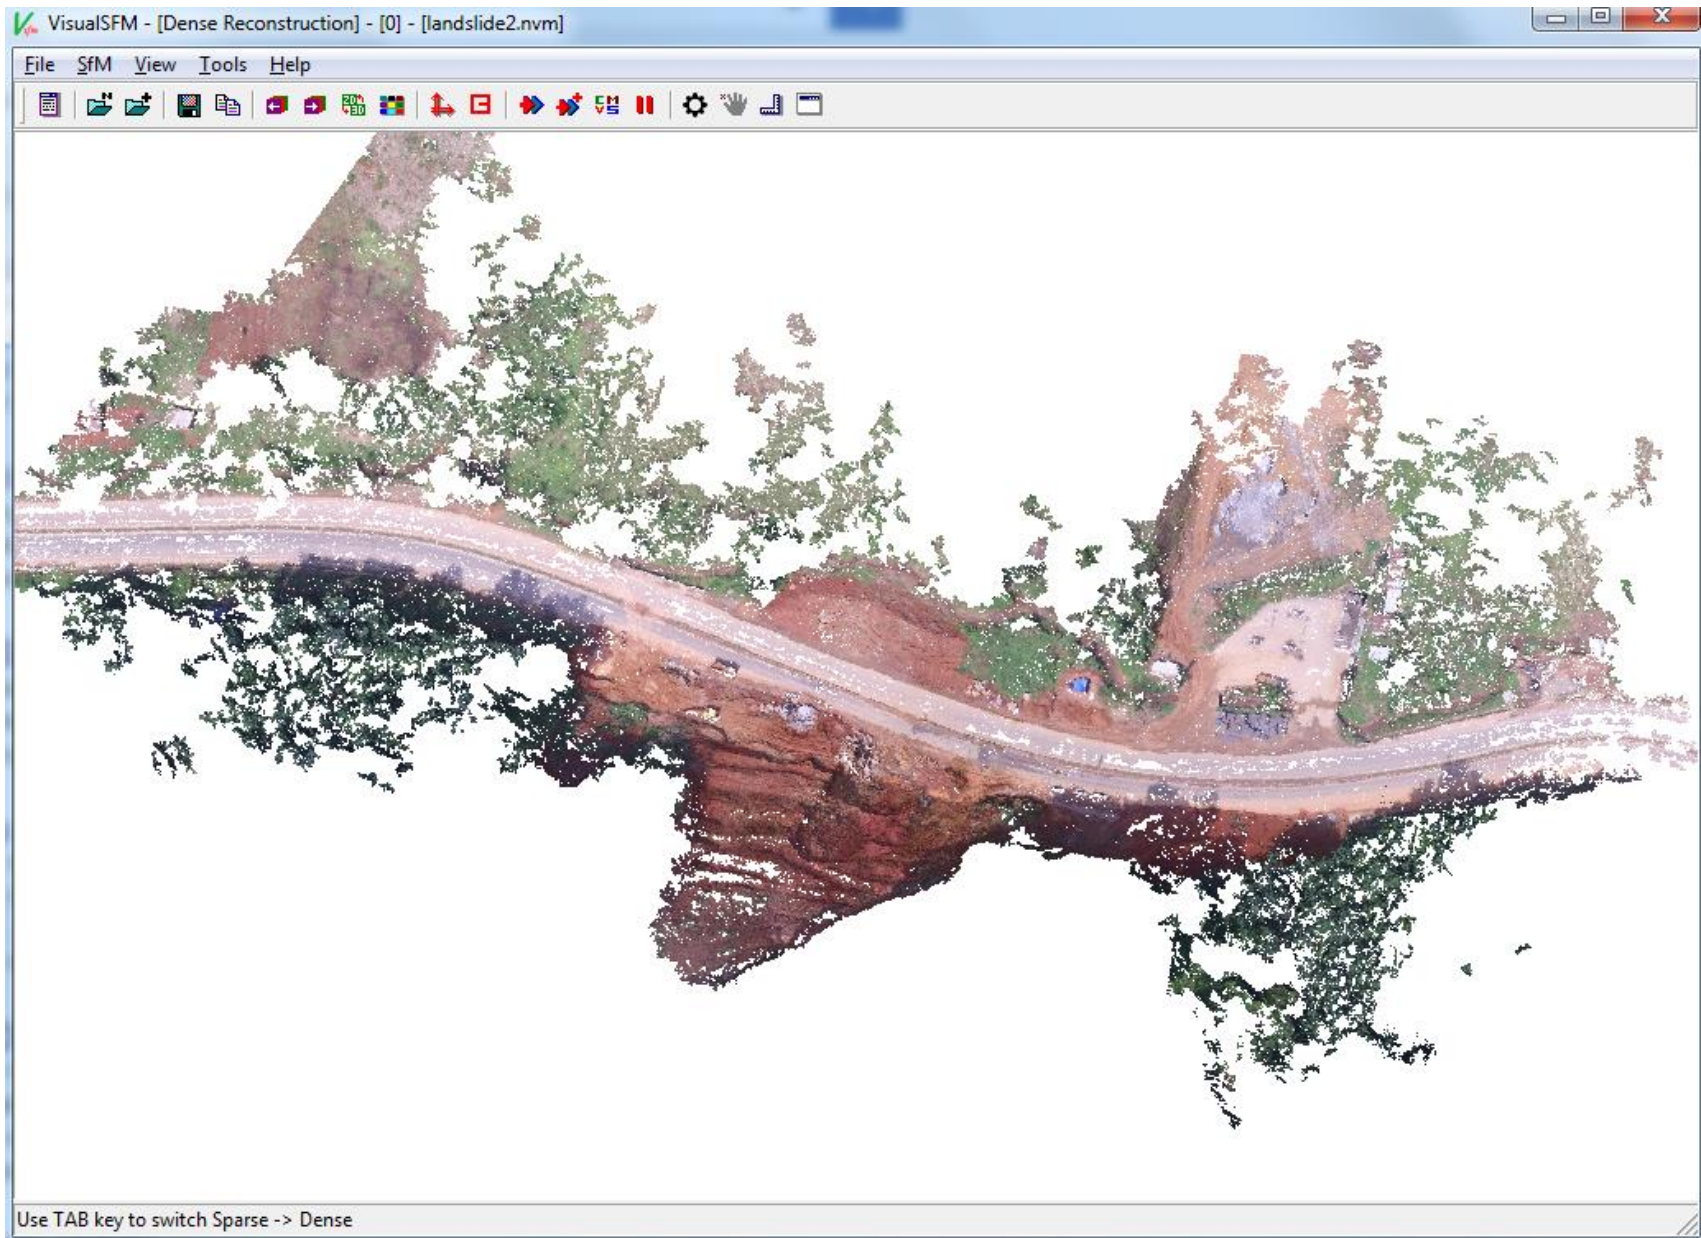 VisualSFM - [Dense Reconstruction] - [0] - [landslide2.nvm]
File SfM View Tools Help
Use TAB key to switch Sparse -> Dense